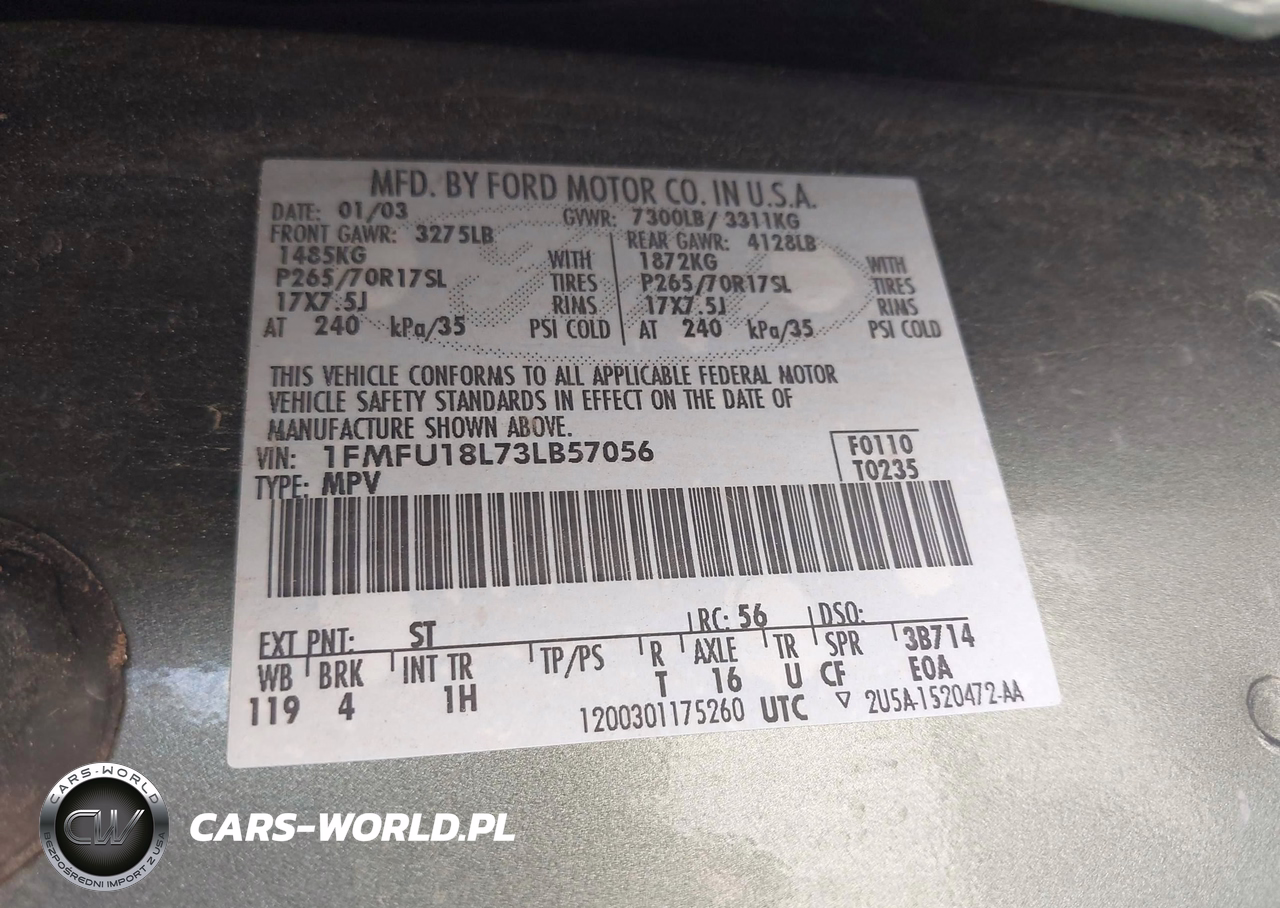 MFD. BY FORD MOTOR CO. IN U.S.A.
DATE: 01/03 GVWR: 7300LB/ 3311KG
FRONT GAWR: 3275LB REAR GAWR: 4128LB
1485KG WITH 1872KG WITH
P265/70R17SL TIRES P265/70R17SL TIRES
17X7.5J RIMS 17X7.5J RIMS
AT 240 kPa/35 PSI COLD AT 240 kPa/35 PSI COLD
THIS VEHICLE CONFORMS TO ALL APPLICABLE FEDERAL MOTOR
VEHICLE SAFETY STANDARDS IN EFFECT ON THE DATE OF
MANUFACTURE SHOWN ABOVE.
VIN: 1FMFU18L73LB57056 F0110
TYPE: MPV T0235
EXT PNT: ST RC: 56 DSO:
WB BRK INT TR TP/PS R AXLE TR SPR 3B714
119 4 1H T 16 U CF E0A
1200301175260 UTC ▽ 2U5A-1520472-AA
CARS-WORLD
CW
BEZPOŚREDNI IMPORT Z USA
CARS-WORLD.PL